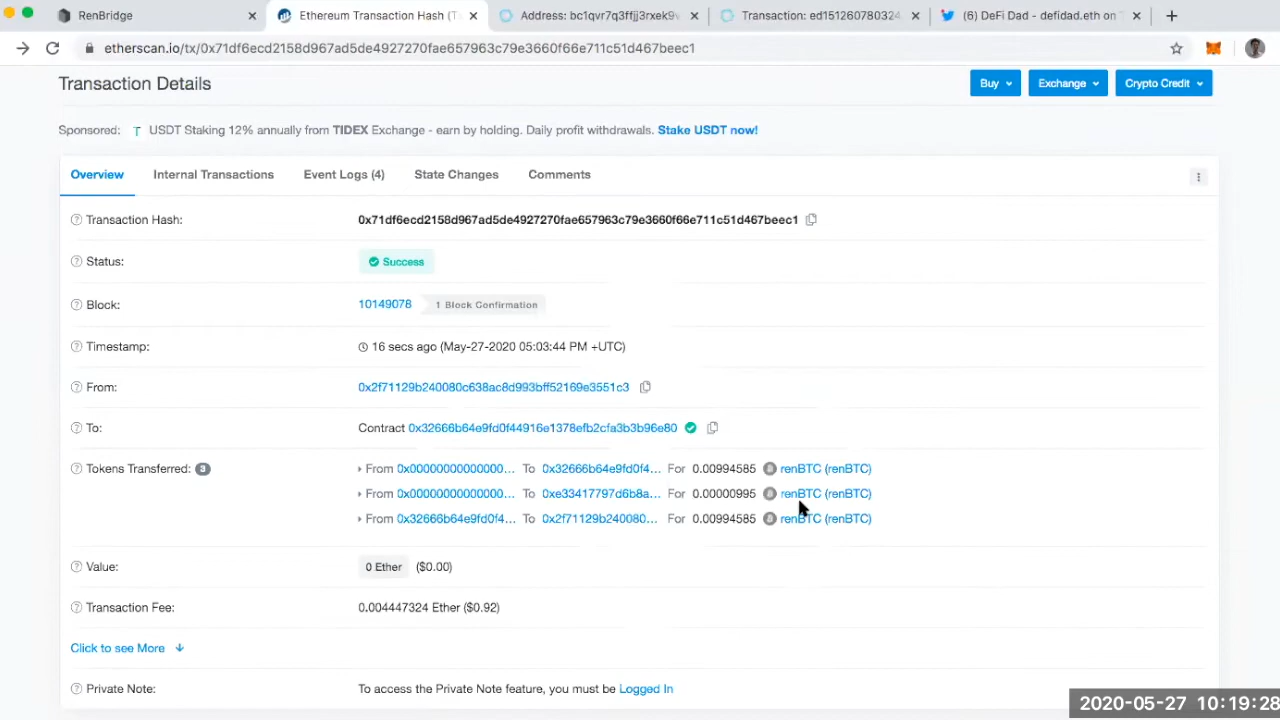 RenBridge
Ethereum Transaction Hash (T
Address: bc1qvr7q3ffjj3rxek9v
Transaction: ed151260780324
(6) DeFi Dad - defidad.eth on T
etherscan.io/tx/0x71df6ecd2158d967ad5de4927270fae657963c79e3660f66e711c51d467beec1
Transaction Details
Buy
Exchange
Crypto Credit
Sponsored: USDT Staking 12% annually from TIDEX Exchange - earn by holding. Daily profit withdrawals. Stake USDT now!
Overview
Internal Transactions
Event Logs (4)
State Changes
Comments
Transaction Hash: 0x71df6ecd2158d967ad5de4927270fae657963c79e3660f66e711c51d467beec1
Status: Success
Block: 10149078 1 Block Confirmation
Timestamp: 16 secs ago (May-27-2020 05:03:44 PM +UTC)
From: 0x2f71129b240080c638ac8d993bff52169e3551c3
To: Contract 0x32666b64e9fd0f44916e1378efb2cfa3b3b96e80
Tokens Transferred: 3 From 0x00000000000000... To 0x32666b64e9fd0f4... For 0.00994585 renBTC (renBTC)
From 0x00000000000000... To 0xe33417797d6b8a... For 0.00000995 renBTC (renBTC)
From 0x32666b64e9fd0f4... To 0x2f71129b240080... For 0.00994585 renBTC (renBTC)
Value: 0 Ether ($0.00)
Transaction Fee: 0.004447324 Ether ($0.92)
Click to see More
Private Note: To access the Private Note feature, you must be Logged In
2020-05-27 10:19:28